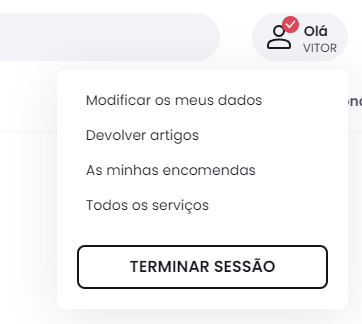 Olá
VITOR
Modificar os meus dados
Devolver artigos
As minhas encomendas
Todos os serviços
TERMINAR SESSÃO